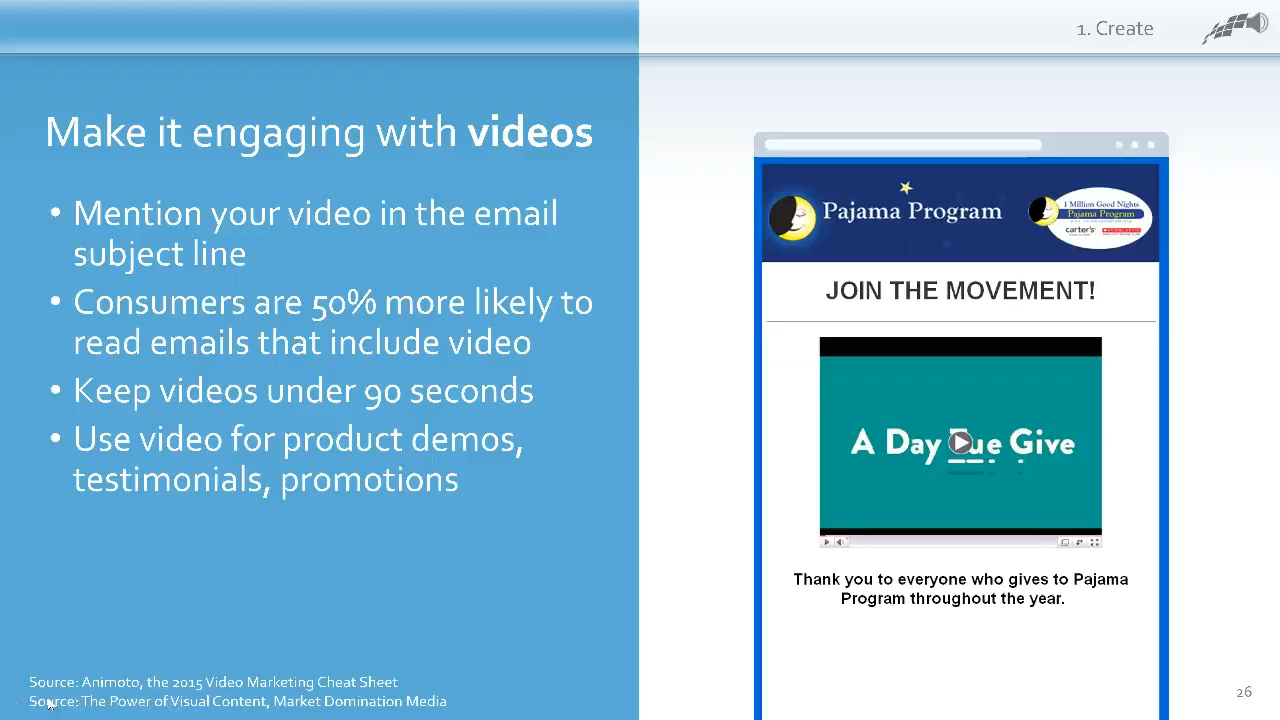 1. Create
Make it engaging with videos
• Mention your video in the email
subject line
• Consumers are 50% more likely to
read emails that include video
• Keep videos under 90 seconds
• Use video for product demos,
testimonials, promotions
Source: Animoto, the 2015 Video Marketing Cheat Sheet
Source: The Power of Visual Content, Market Domination Media
Pajama Program
1 Million Good Nights
Pajama Program
carter's
JOIN THE MOVEMENT!
A Day Give
Thank you to everyone who gives to Pajama
Program throughout the year.
26